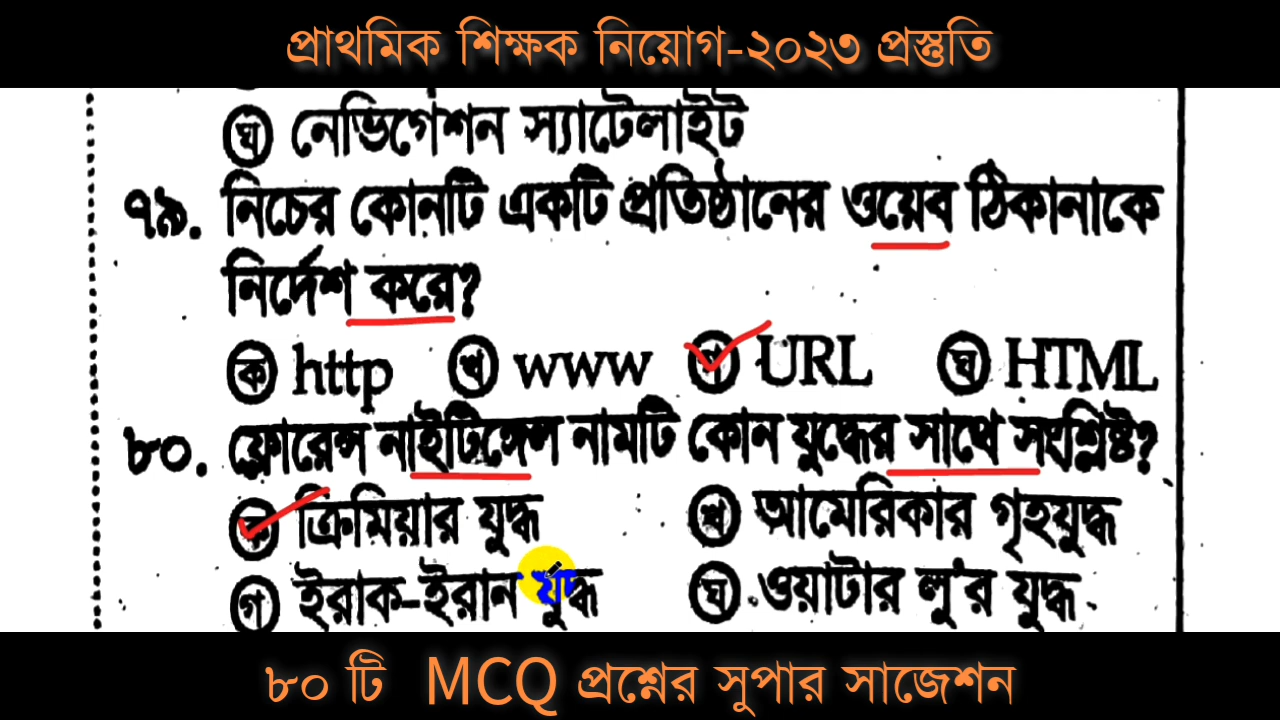 প্রাথমিক শিক্ষক নিয়োগ-২০২৩ প্রস্তুতি
ঘ নেভিগেশন স্যাটেলাইট
৭৯. নিচের কোনটি একটি প্রতিষ্ঠানের ওয়েব ঠিকানাকে
নির্দেশ করে?
ক http খ www গ URL ঘ HTML
৮০. ফ্লোরেন্স নাইটিঙ্গেল নামটি কোন যুদ্ধের সাথে সংশ্লিষ্ট?
ক ক্রিমিয়ার যুদ্ধ খ আমেরিকার গৃহযুদ্ধ
গ ইরাক-ইরান যুদ্ধ ঘ ওয়াটার লু'র যুদ্ধ
৮০ টি MCQ প্রশ্নের সুপার সাজেশন